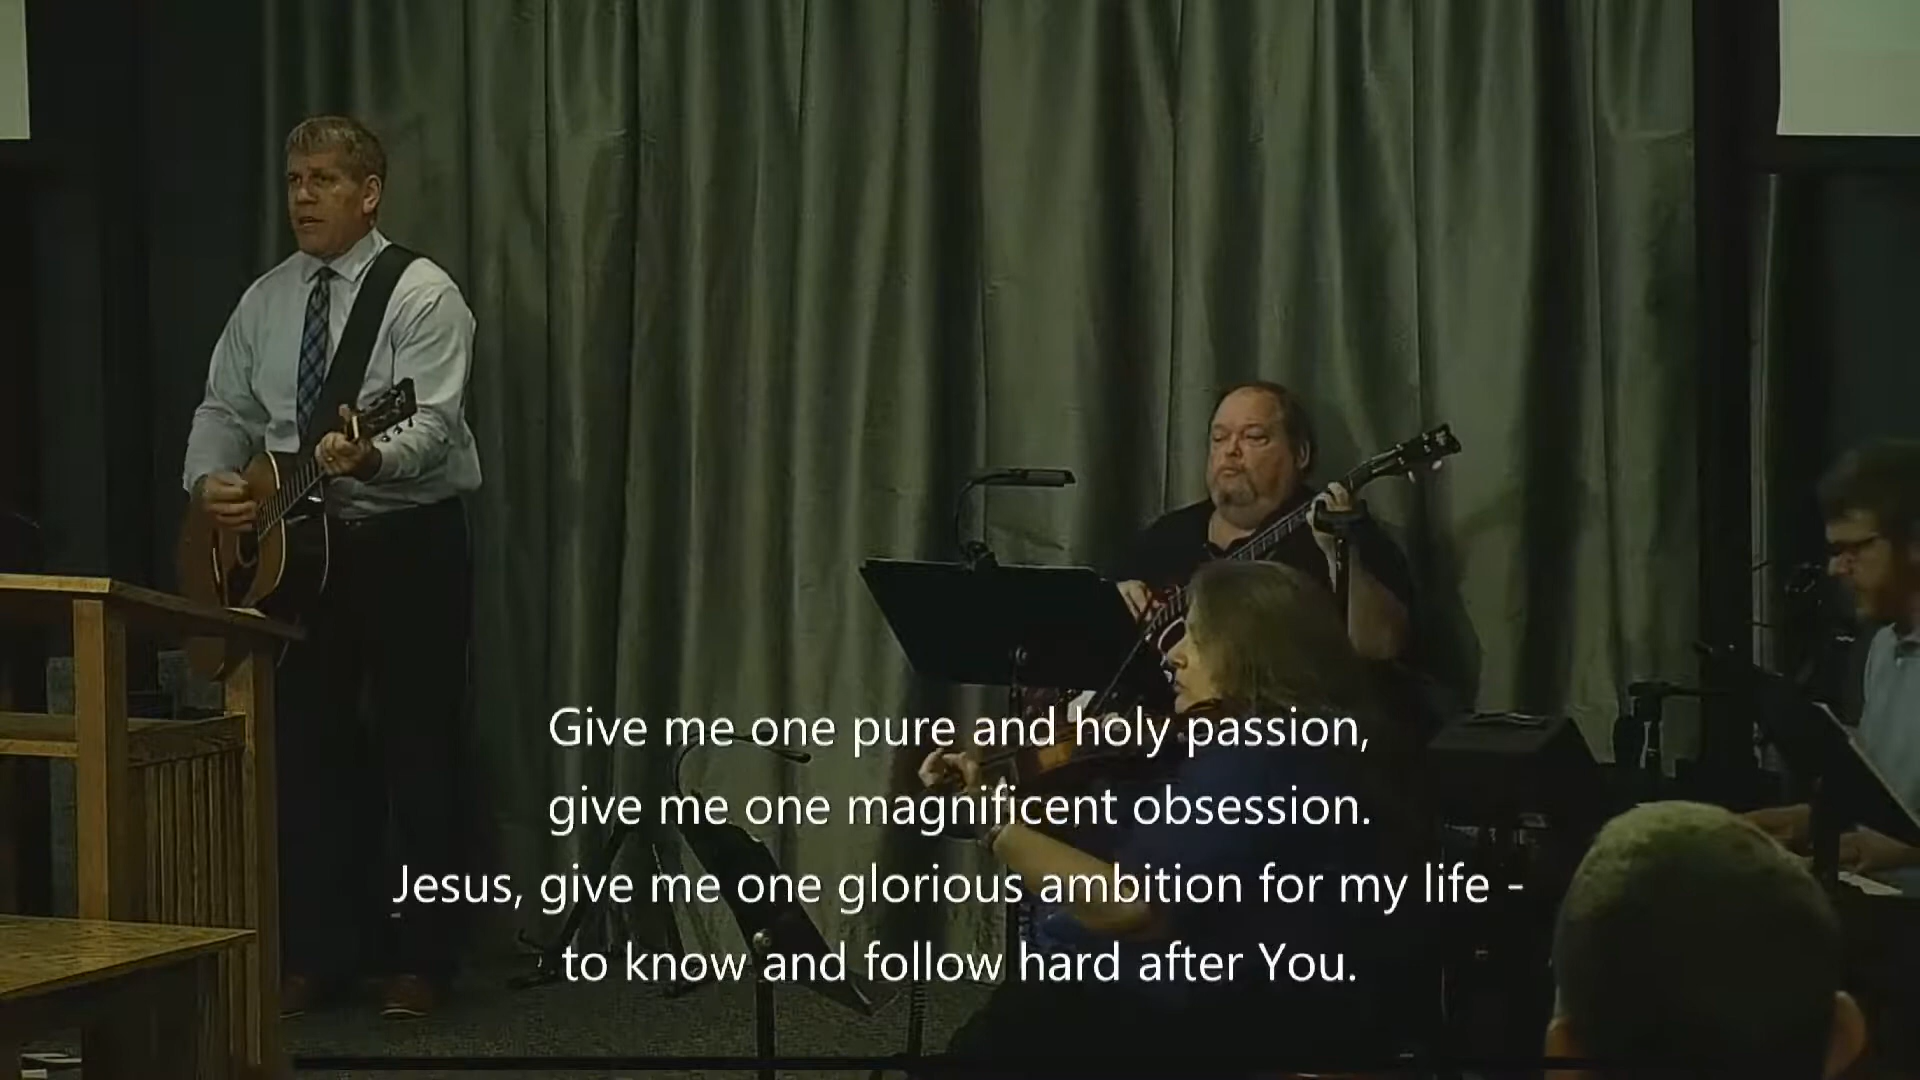 Give me one pure and holy passion,
give me one magnificent obsession.
Jesus, give me one glorious ambition for my life -
to know and follow hard after You.